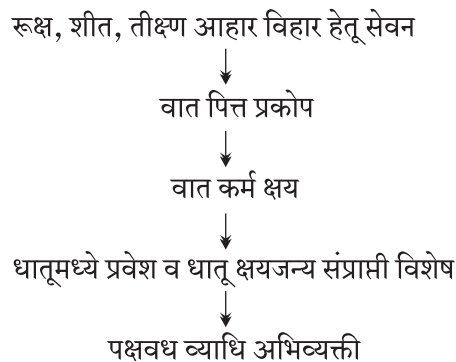 रूक्ष, शीत, तीक्ष्ण आहार विहार हेतू सेवन
वात पित्त प्रकोप
वात कर्म क्षय
धातूमध्ये प्रवेश व धातू क्षयजन्य संप्राप्ती विशेष
पक्षवध व्याधि अभिव्यक्ती